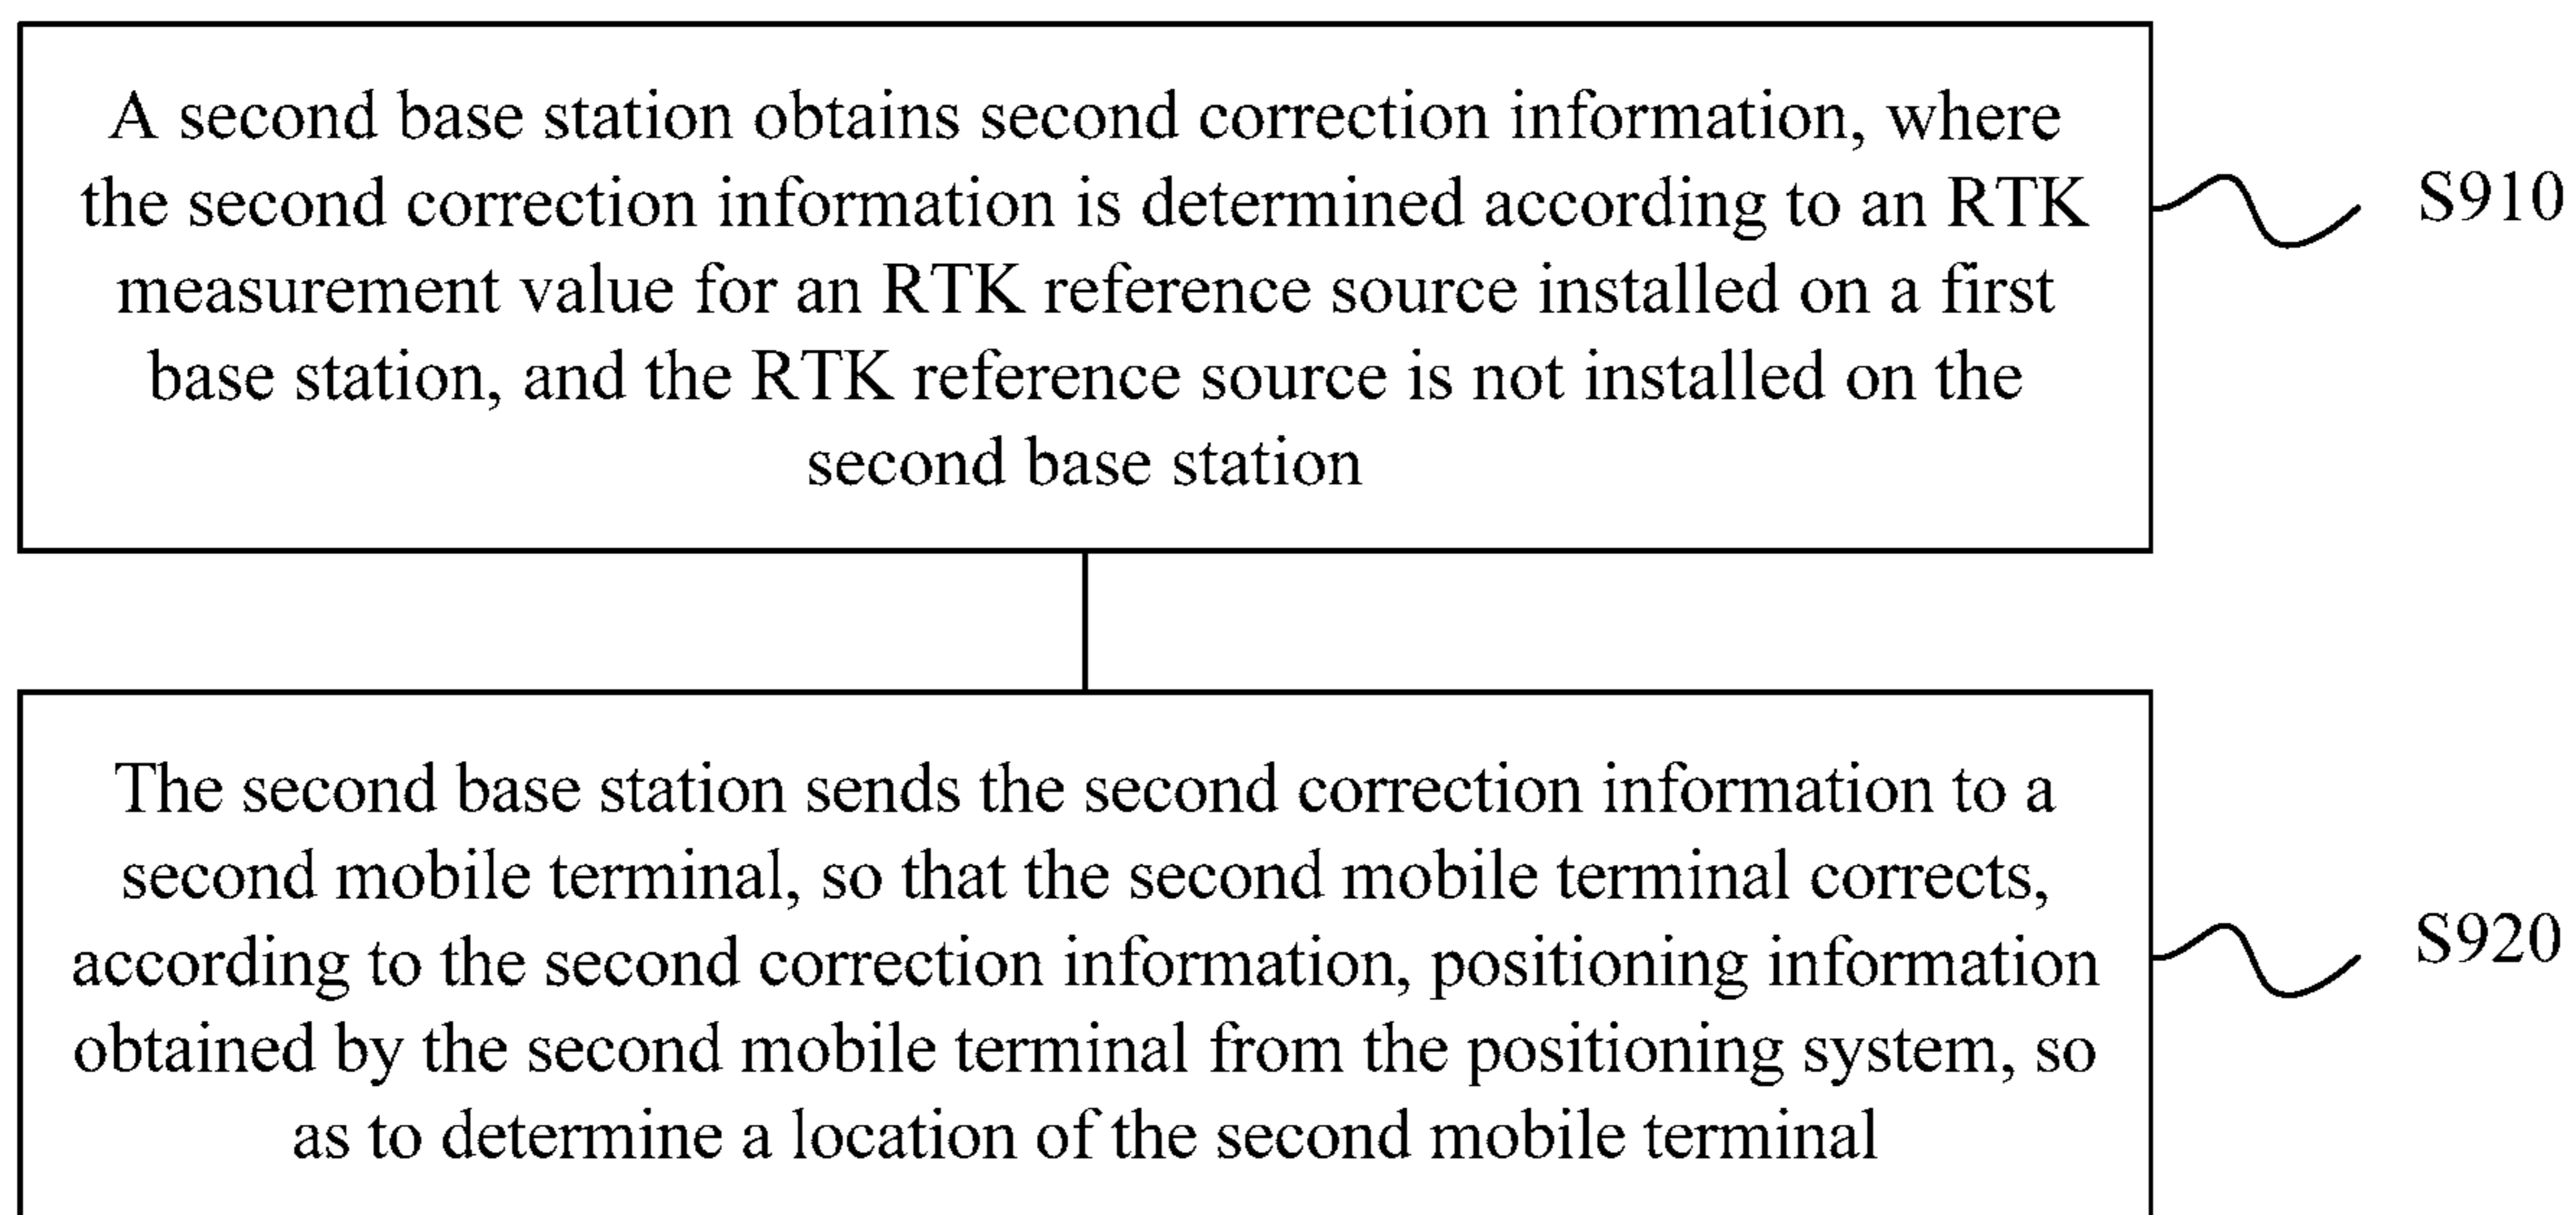 A second base station obtains second correction information, where
the second correction information is determined according to an RTK
measurement value for an RTK reference source installed on a first
base station, and the RTK reference source is not installed on the
second base station
S910
The second base station sends the second correction information to a
second mobile terminal, so that the second mobile terminal corrects,
according to the second correction information, positioning information
obtained by the second mobile terminal from the positioning system, so
as to determine a location of the second mobile terminal
S920